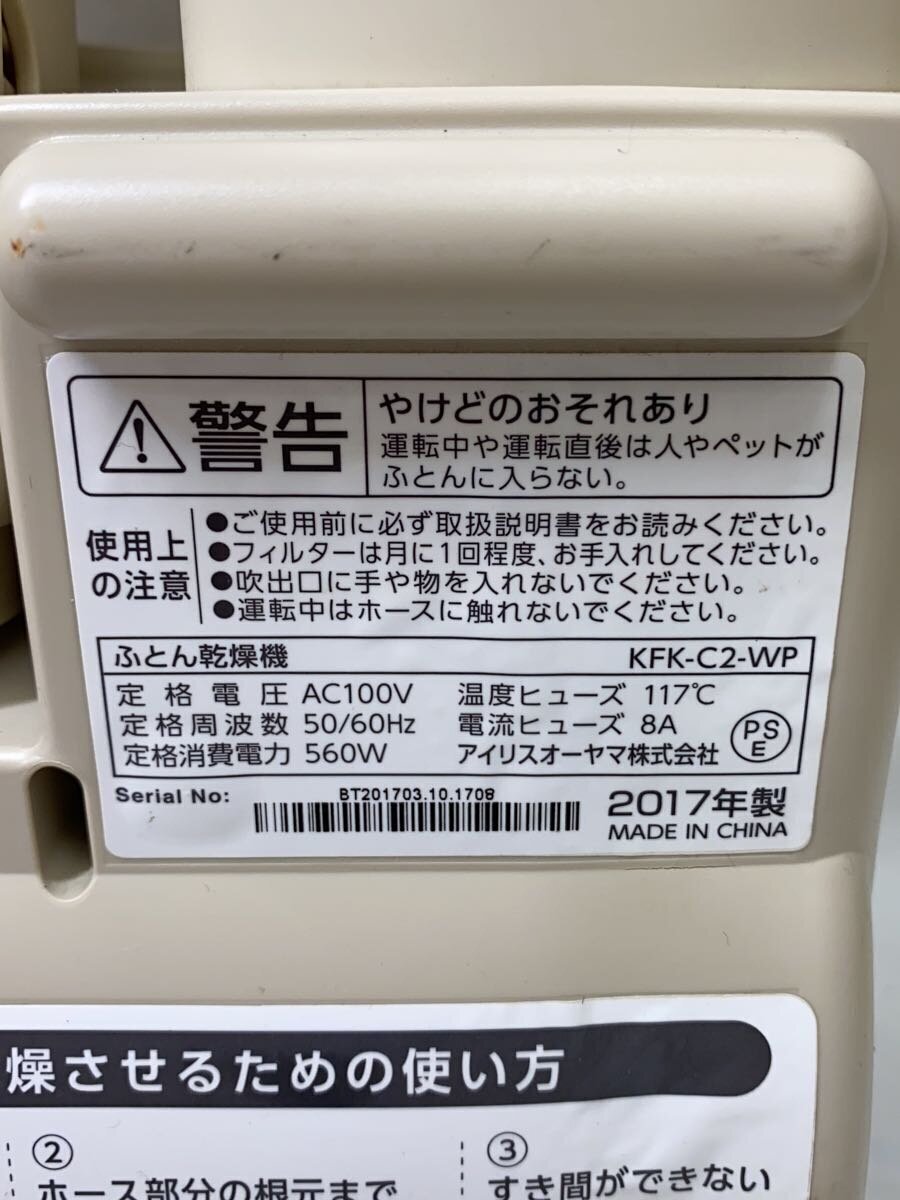 警告
やけどのおそれあり
運転中や運転直後は人やペットが
ふとんに入らない。
使用上
の注意
●ご使用前に必ず取扱説明書をお読みください。
●フィルターは月に1回程度、お手入れしてください。
●吹出口に手や物を入れないでください。
●運転中はホースに触れないでください。
ふとん乾燥機 KFK-C2-WP
定格電圧 AC100V 温度ヒューズ 117℃
定格周波数 50/60Hz 電流ヒューズ 8A
定格消費電力 560W アイリスオーヤマ株式会社
PSE
Serial No: BT201703.10.1708
2017年製
MADE IN CHINA
燥させるための使い方
②
ホース部分の根元まで
③
すき間ができない